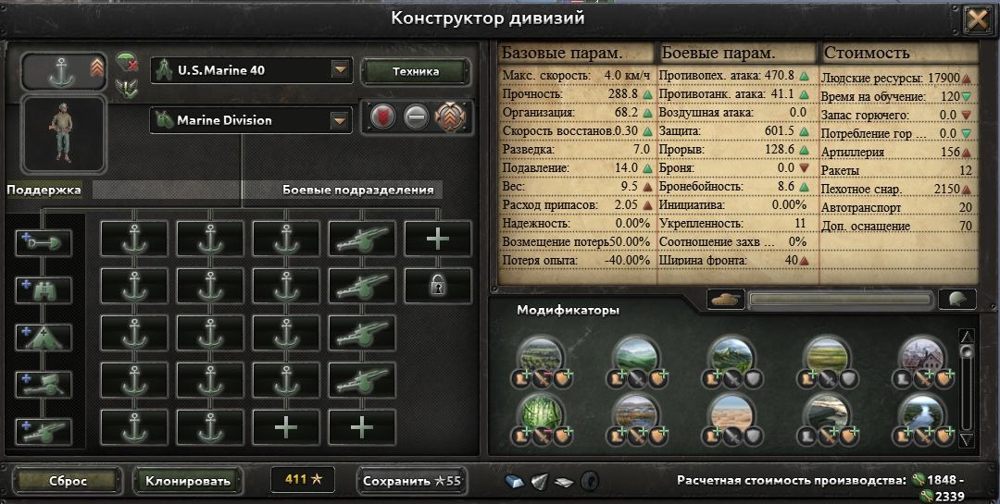 Конструктор дивизий
U.S. Marine 40
Техника
Marine Division
Поддержка
Боевые подразделения
Базовые парам.
Макс. скорость: 4.0 км/ч
Прочность: 288.8
Организация: 68.2
Скорость восстанов.0.30
Разведка: 7.0
Подавление: 14.0
Вес: 9.5
Расход припасов: 2.05
Надежность: 0.00%
Возмещение потерь50.00%
Потеря опыта: -40.00%
Боевые парам.
Противопех. атака: 470.8
Противотанк. атака: 41.1
Воздушная атака: 0.0
Защита: 601.5
Прорыв: 128.6
Броня: 0.0
Бронебойность: 8.6
Инициатива: 0.00%
Укрепленность: 11
Соотношение захв ... 0%
Ширина фронта: 40
Стоимость
Людские ресурсы: 17900
Время на обучение: 120
Запас горючего: 0.0
Потребление гор ... 0.0
Артиллерия 156
Ракеты 12
Пехотное снар. 2150
Автотранспорт 20
Доп. оснащение 70
Модификаторы
Сброс
Клонировать
411
Сохранить 55
Расчетная стоимость производства: 1848 -
2339